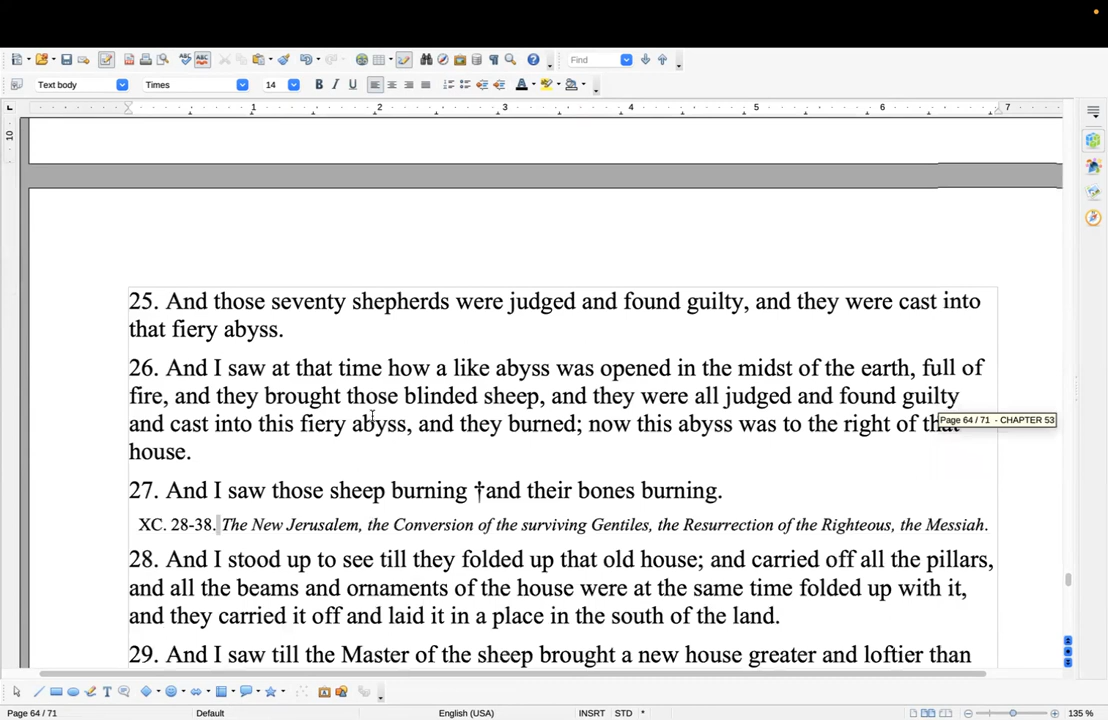 Find
Text body
Times
14
B I U
1 2 3 4 5 6 7
10
25. And those seventy shepherds were judged and found guilty, and they were cast into
that fiery abyss.
26. And I saw at that time how a like abyss was opened in the midst of the earth, full of
fire, and they brought those blinded sheep, and they were all judged and found guilty
and cast into this fiery abyss, and they burned; now this abyss was to the right of that
house.
Page 64 / 71 - CHAPTER 53
27. And I saw those sheep burning †and their bones burning.
XC. 28-38. The New Jerusalem, the Conversion of the surviving Gentiles, the Resurrection of the Righteous, the Messiah.
28. And I stood up to see till they folded up that old house; and carried off all the pillars,
and all the beams and ornaments of the house were at the same time folded up with it,
and they carried it off and laid it in a place in the south of the land.
29. And I saw till the Master of the sheep brought a new house greater and loftier than
Page 64 / 71
Default
English (USA)
INSRT
STD
*
135 %